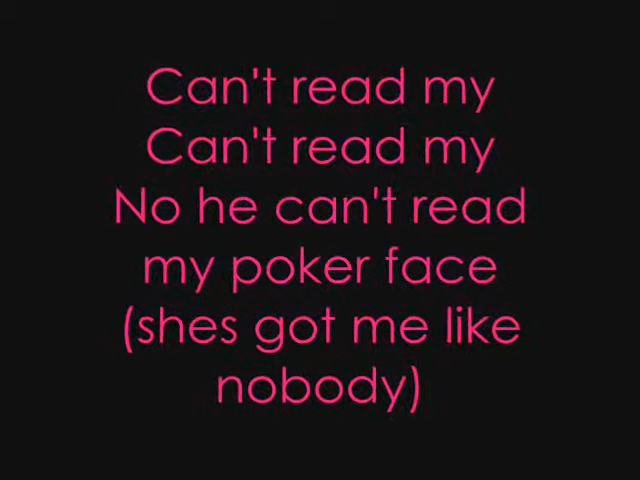 Can't read my
Can't read my
No he can't read
my poker face
(shes got me like
nobody)